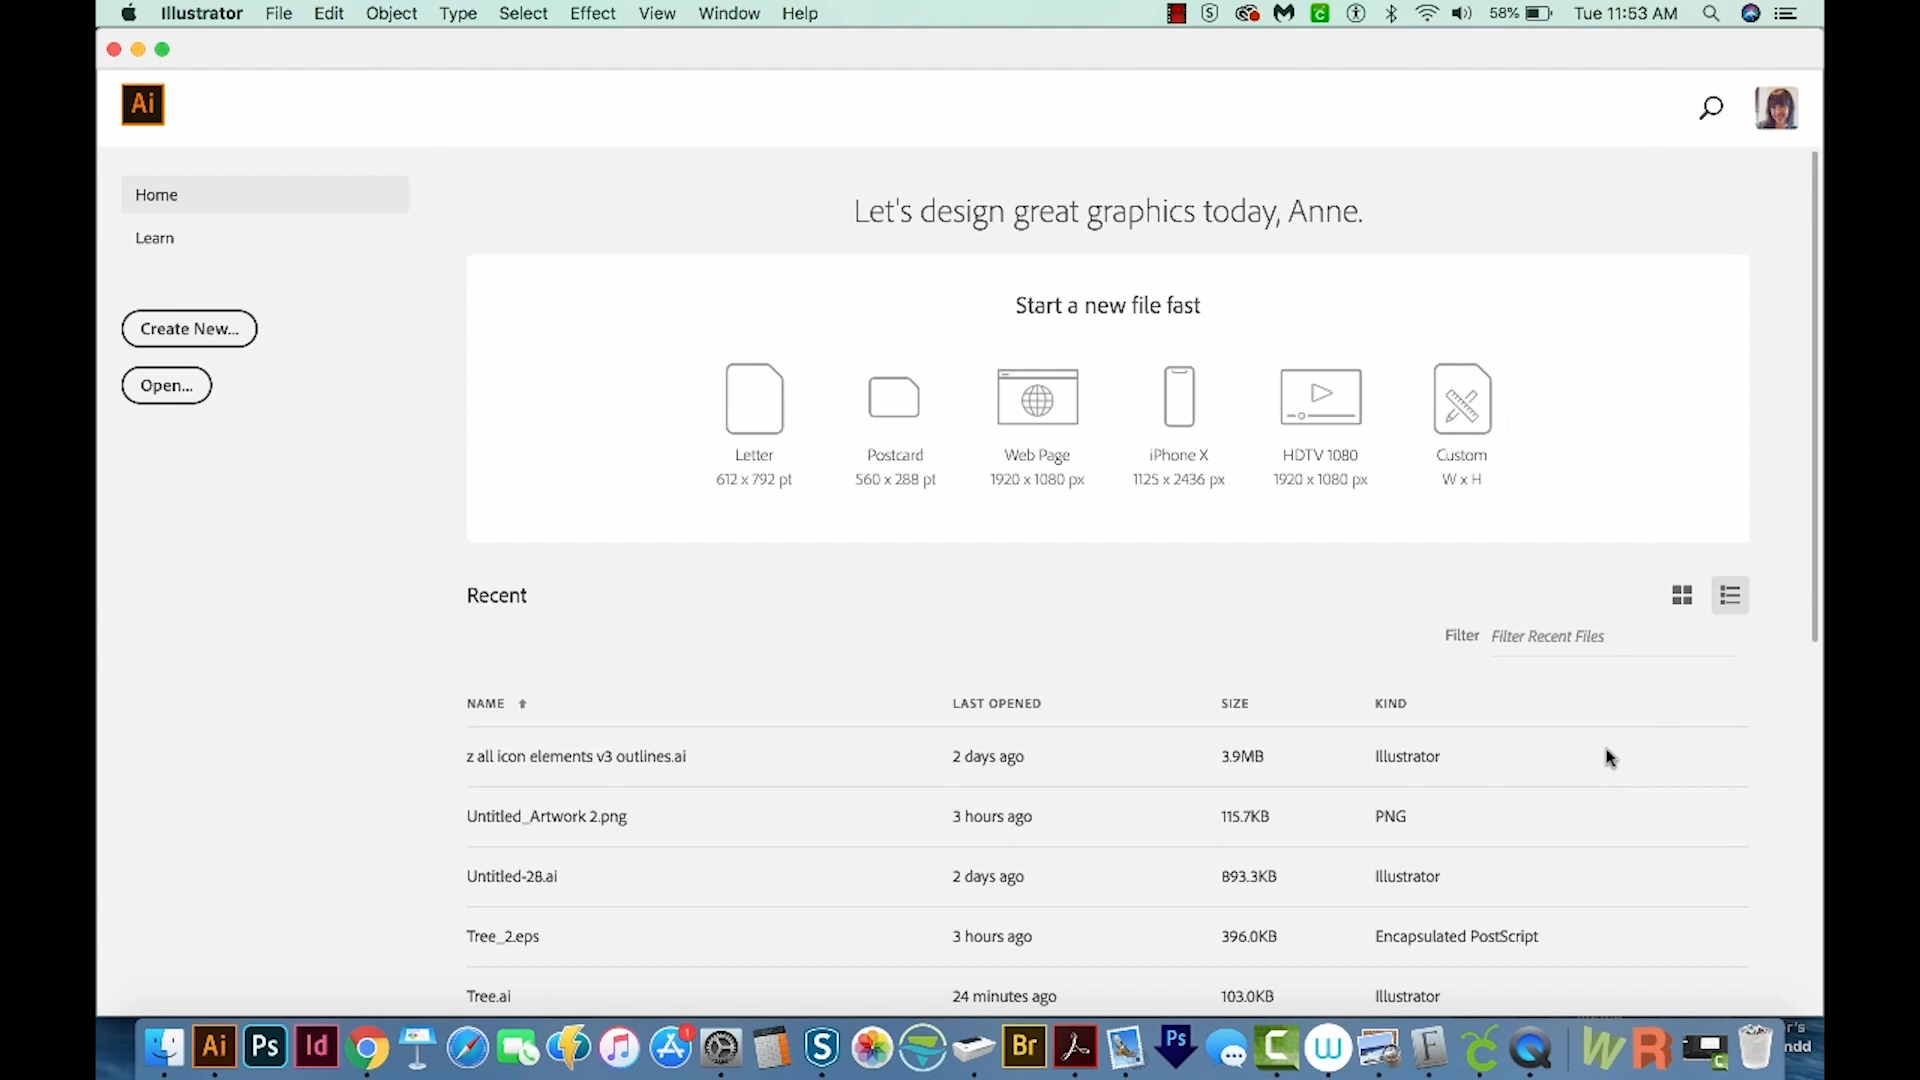 Illustrator File Edit Object Type Select Effect View Window Help 58% Tue 11:53 AM
Ai
Home
Learn
Create New...
Open...
Let's design great graphics today, Anne.
Start a new file fast
Letter Postcard Web Page iPhone X HDTV 1080 Custom
612 x 792 pt 560 x 288 pt 1920 x 1080 px 1125 x 2436 px 1920 x 1080 px W x H
Recent
Filter Filter Recent Files
NAME LAST OPENED SIZE KIND
z all icon elements v3 outlines.ai 2 days ago 3.9MB Illustrator
Untitled_Artwork 2.png 3 hours ago 115.7KB PNG
Untitled-28.ai 2 days ago 893.3KB Illustrator
Tree_2.eps 3 hours ago 396.0KB Encapsulated PostScript
Tree.ai 24 minutes ago 103.0KB Illustrator
r's
Ai Ps Id 1 S Br Ps C W F W R C ndd